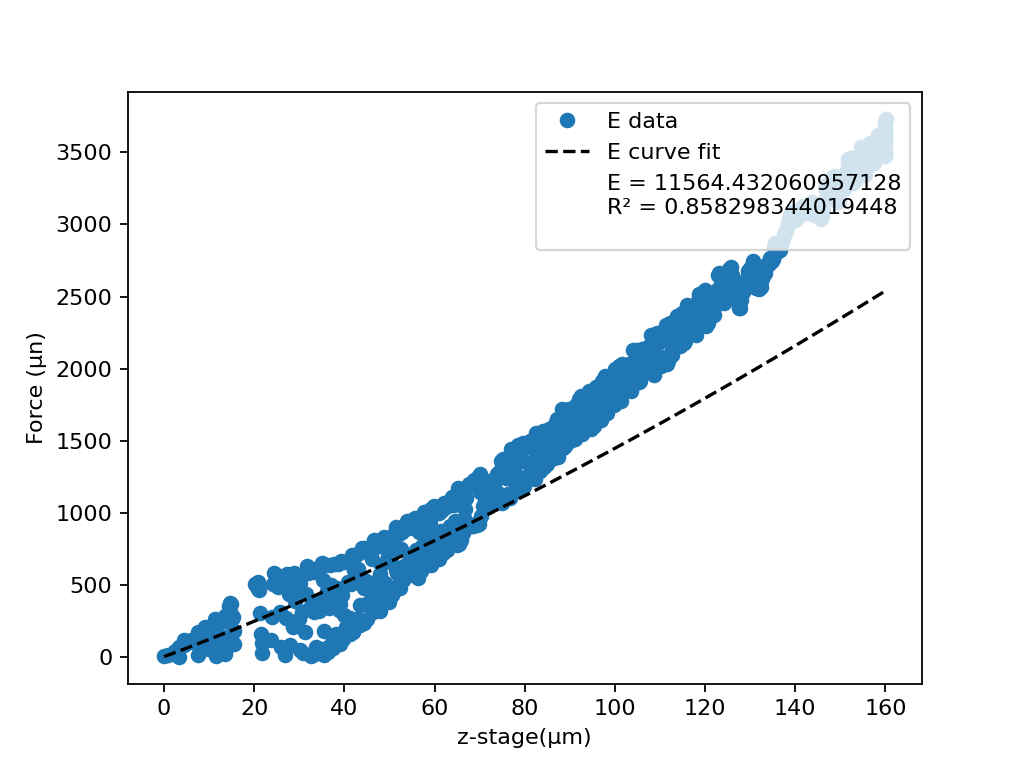 E data
E curve fit
E = 11564.432060957128
R² = 0.858298344019448
3500
3000
2500
2000
1500
1000
500
0
Force (μn)
0 20 40 60 80 100 120 140 160
z-stage(μm)